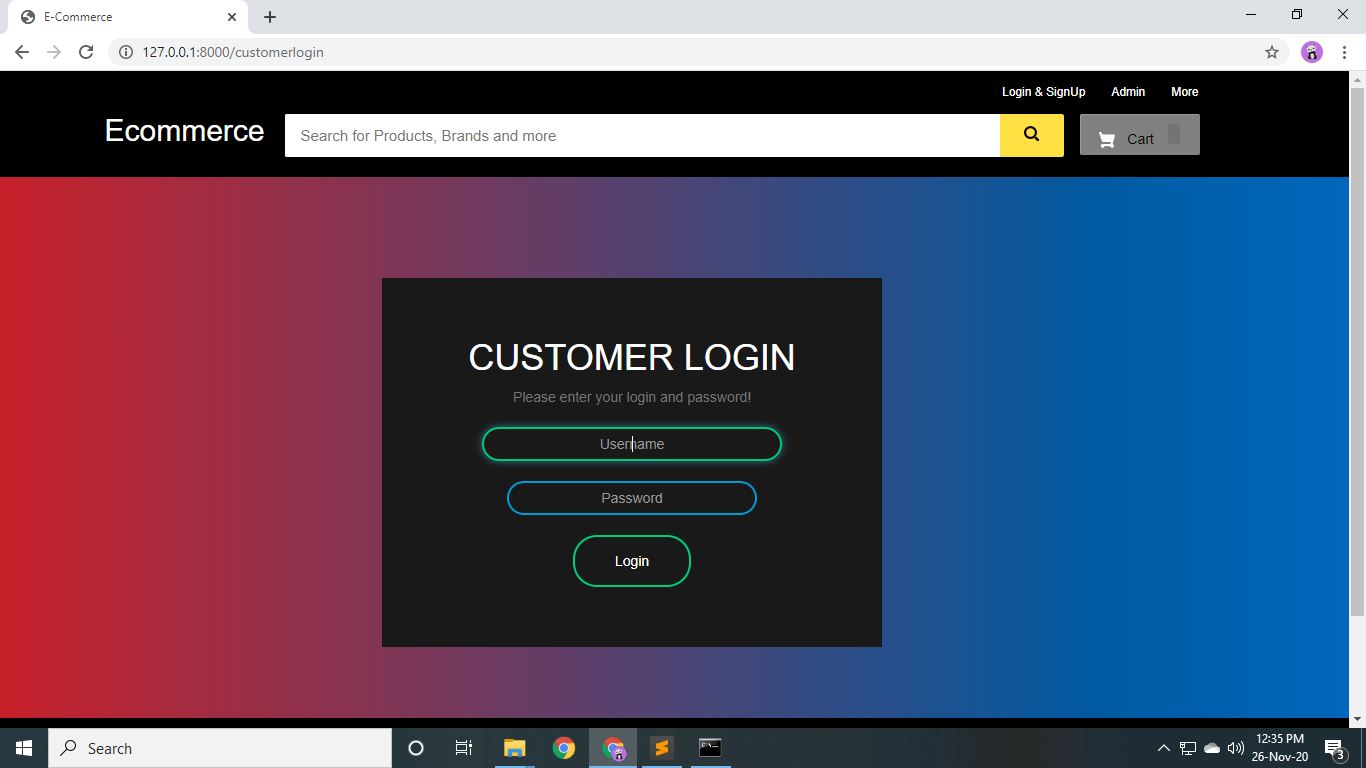 E-Commerce
127.0.0.1:8000/customerlogin
Login & SignUp Admin More
Ecommerce Search for Products, Brands and more Cart
CUSTOMER LOGIN
Please enter your login and password!
Username
Password
Login
Search
12:35 PM
26-Nov-20
3